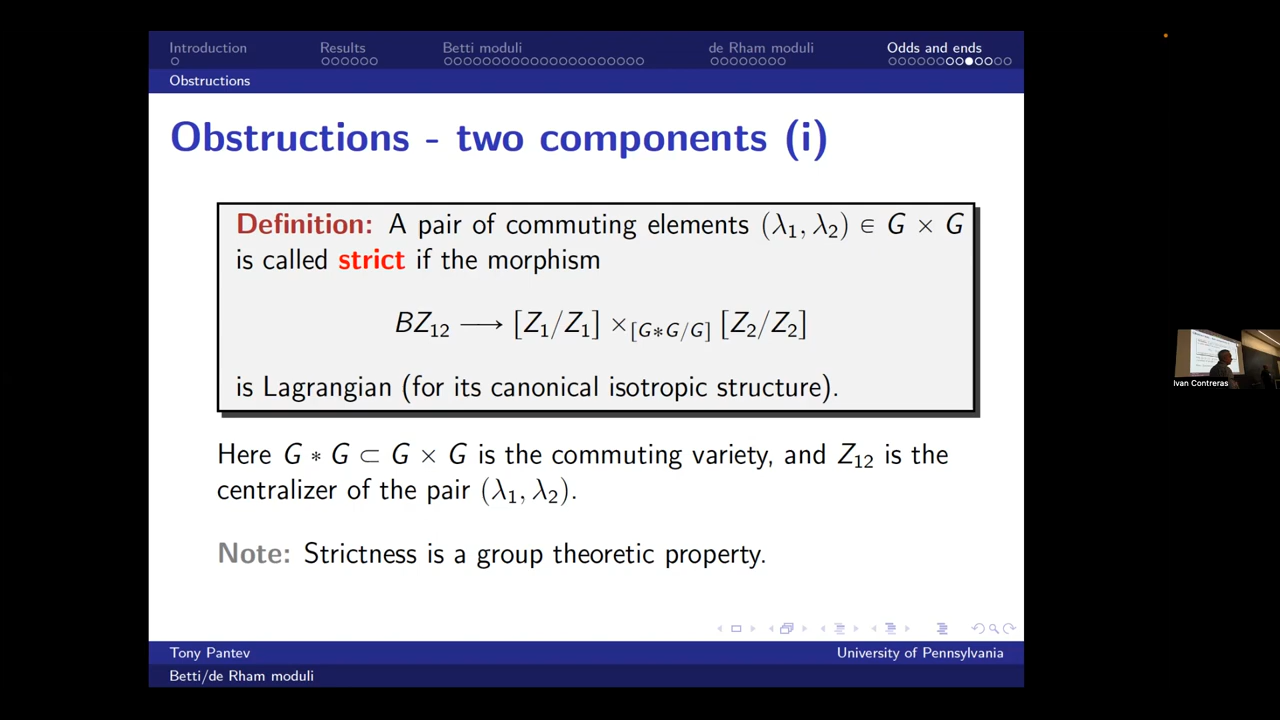 Introduction Results Betti moduli de Rham moduli Odds and ends
Obstructions
Obstructions - two components (i)
Definition: A pair of commuting elements (λ₁, λ₂) ∈ G × G
is called strict if the morphism
BZ₁₂ ⟶ [Z₁/Z₁] ×_[G∗G/G] [Z₂/Z₂]
is Lagrangian (for its canonical isotropic structure).
Here G ∗ G ⊂ G × G is the commuting variety, and Z₁₂ is the
centralizer of the pair (λ₁, λ₂).
Note: Strictness is a group theoretic property.
Ivan Contreras
Tony Pantev University of Pennsylvania
Betti/de Rham moduli